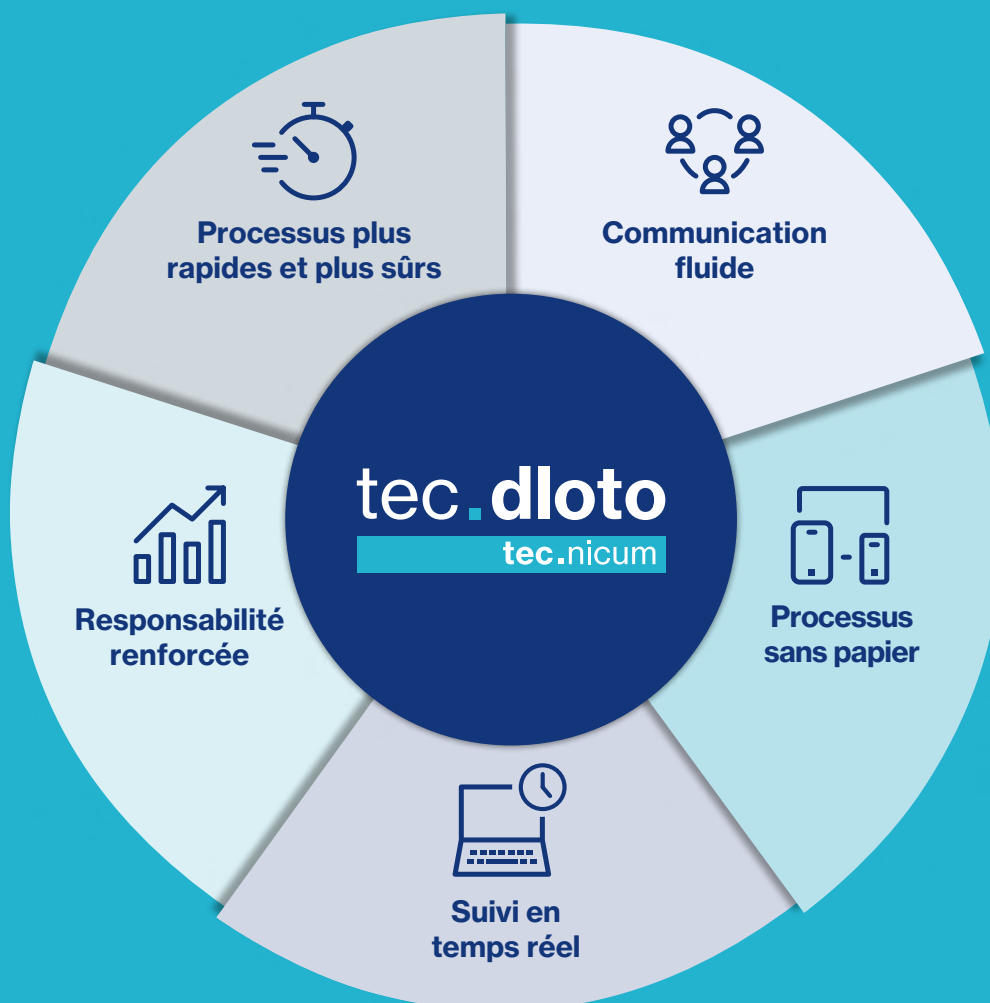 Processus plus
rapides et plus sûrs
Communication
fluide
tec.dloto
tec.nicum
Responsabilité
renforcée
Processus
sans papier
Suivi en
temps réel